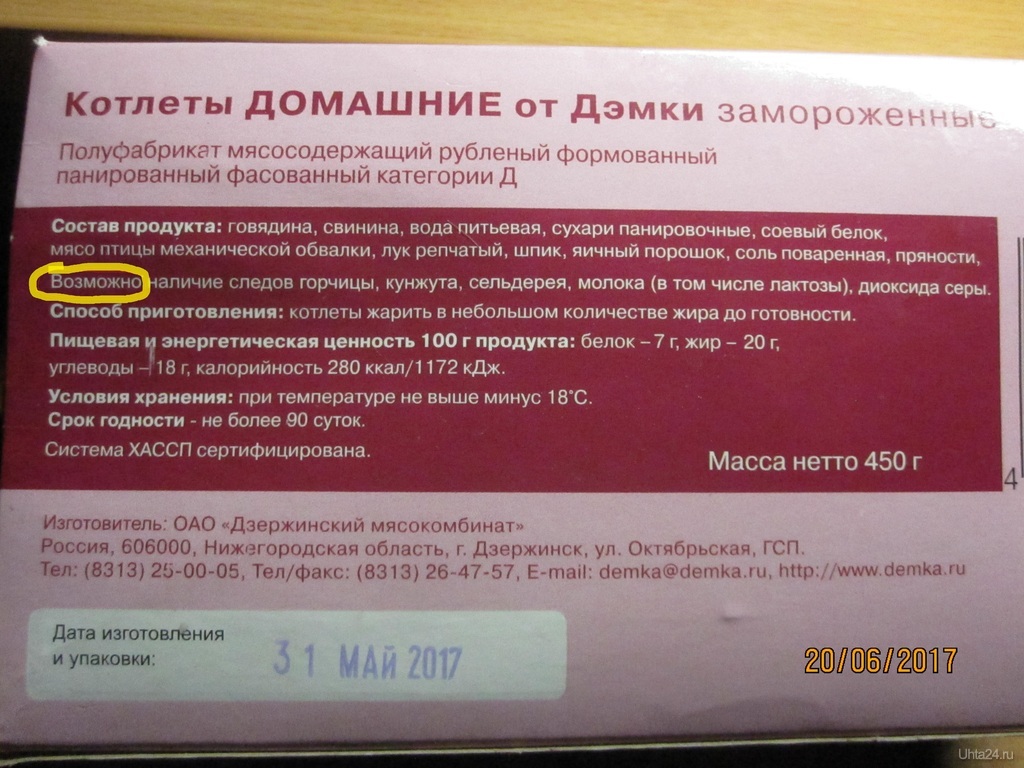 Котлеты ДОМАШНИЕ от Дэмки замороженные
Полуфабрикат мясосодержащий рубленый формованный
панированный фасованный категории Д
Состав продукта: говядина, свинина, вода питьевая, сухари панировочные, соевый белок,
мясо птицы механической обвалки, лук репчатый, шпик, яичный порошок, соль поваренная, пряности,
Возможно наличие следов горчицы, кунжута, сельдерея, молока (в том числе лактозы), диоксида серы.
Способ приготовления: котлеты жарить в небольшом количестве жира до готовности.
Пищевая и энергетическая ценность 100 г продукта: белок – 7 г, жир – 20 г,
углеводы – 18 г, калорийность 280 ккал/1172 кДж.
Условия хранения: при температуре не выше минус 18°С.
Срок годности - не более 90 суток.
Система ХАССП сертифицирована.
Масса нетто 450 г
4
Изготовитель: ОАО «Дзержинский мясокомбинат»
Россия, 606000, Нижегородская область, г. Дзержинск, ул. Октябрьская, ГСП.
Тел: (8313) 25-00-05, Тел/факс: (8313) 26-47-57, E-mail: demka@demka.ru, http://www.demka.ru
Дата изготовления
и упаковки:
31 МАЙ 2017
20/06/2017
Uhta24.ru